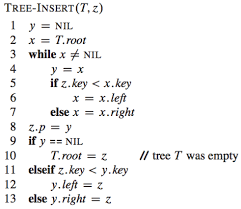 TREE-INSERT(T, z)
1 y = NIL
2 x = T.root
3 while x ≠ NIL
4 y = x
5 if z.key < x.key
6 x = x.left
7 else x = x.right
8 z.p = y
9 if y == NIL
10 T.root = z // tree T was empty
11 elseif z.key < y.key
12 y.left = z
13 else y.right = z